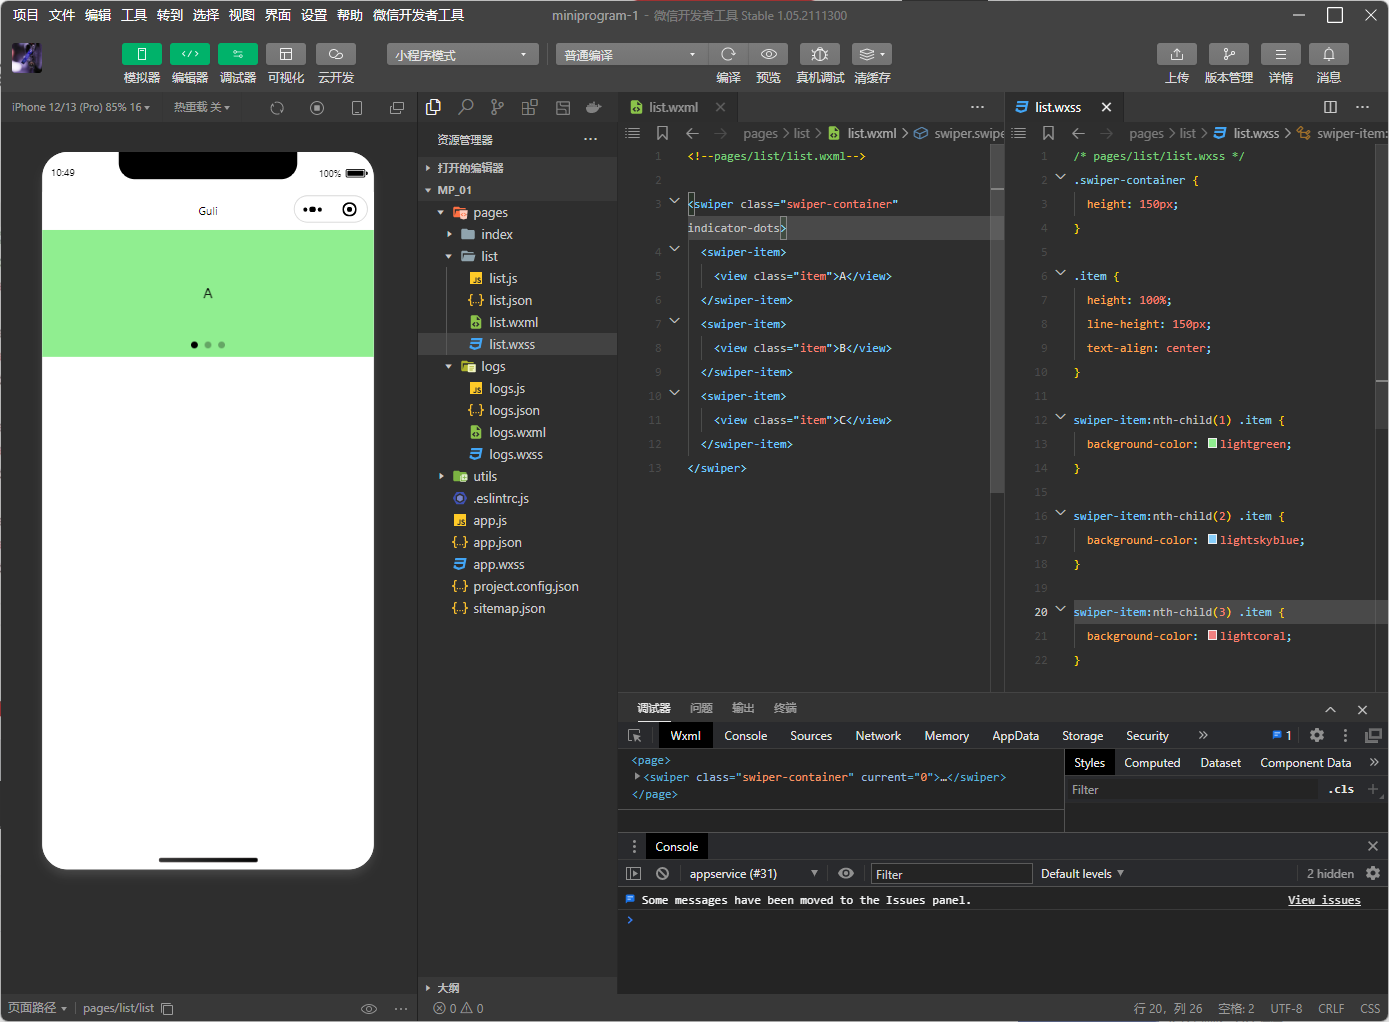 项目 文件 编辑 工具 转到 选择 视图 界面 设置 帮助 微信开发者工具
miniprogram-1 - 微信开发者工具 Stable 1.05.2111300
模拟器 编辑器 调试器 可视化 云开发
小程序模式
普通编译
编译 预览 真机调试 清缓存
上传 版本管理 详情 消息
iPhone 12/13 (Pro) 85% 16
热重载 关
10:49
100%
Guli
A
资源管理器
打开的编辑器
MP_01
pages
index
list
list.js
list.json
list.wxml
list.wxss
logs
logs.js
logs.json
logs.wxml
logs.wxss
utils
.eslintrc.js
app.js
app.json
app.wxss
project.config.json
sitemap.json
大纲
list.wxml
pages > list > list.wxml > swiper.swipe
1 <!--pages/list/list.wxml-->
2
3 <swiper class="swiper-container"
indicator-dots>
4 <swiper-item>
5 <view class="item">A</view>
6 </swiper-item>
7 <swiper-item>
8 <view class="item">B</view>
9 </swiper-item>
10 <swiper-item>
11 <view class="item">C</view>
12 </swiper-item>
13 </swiper>
list.wxss
pages > list > list.wxss > swiper-item:
1 /* pages/list/list.wxss */
2 .swiper-container {
3 height: 150px;
4 }
5
6 .item {
7 height: 100%;
8 line-height: 150px;
9 text-align: center;
10 }
11
12 swiper-item:nth-child(1) .item {
13 background-color: lightgreen;
14 }
15
16 swiper-item:nth-child(2) .item {
17 background-color: lightskyblue;
18 }
19
20 swiper-item:nth-child(3) .item {
21 background-color: lightcoral;
22 }
调试器 问题 输出 终端
Wxml Console Sources Network Memory AppData Storage Security » 1
<page>
<swiper class="swiper-container" current="0">…</swiper>
</page>
Styles Computed Dataset Component Data »
Filter .cls +
Console
appservice (#31) Filter Default levels 2 hidden
Some messages have been moved to the Issues panel. View issues
页面路径 pages/list/list
0 0
行 20，列 26 空格: 2 UTF-8 CRLF CSS